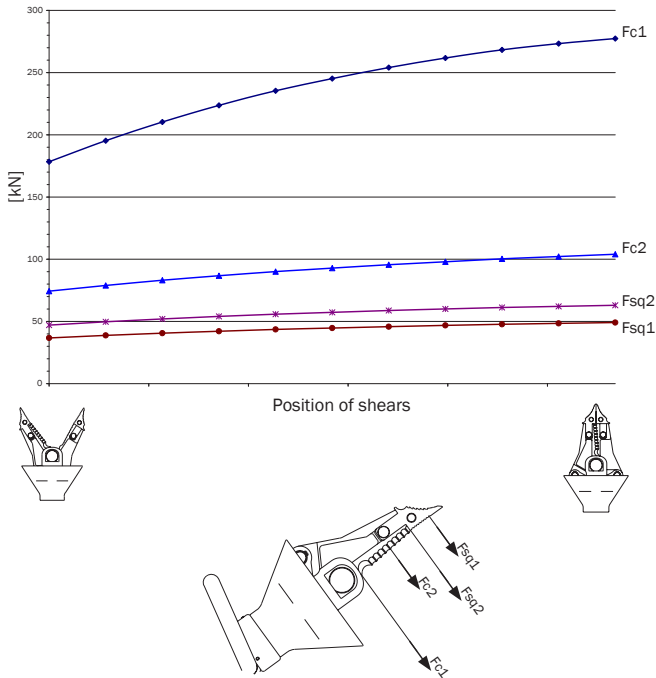 300
Fc1
250
200
[kN]
150
Fc2
100
Fsq2
50
Fsq1
0
Position of shears
Fsq1
Fc2
Fsq2
Fc1